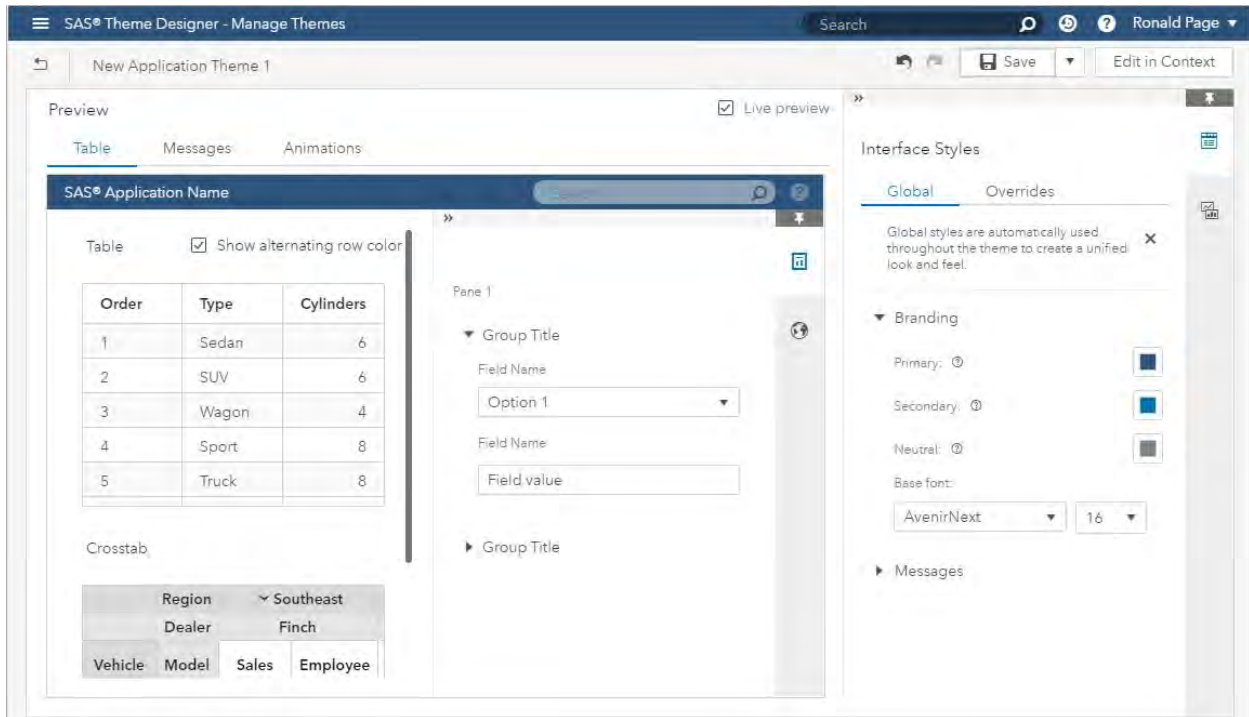 SAS® Theme Designer - Manage Themes
Search
Ronald Page
New Application Theme 1
Save
Edit in Context
Preview
Live preview
Table Messages Animations
SAS® Application Name
Table
Show alternating row color
Order Type Cylinders
1 Sedan 6
2 SUV 6
3 Wagon 4
4 Sport 8
5 Truck 8
Crosstab
Region Southeast
Dealer Finch
Vehicle Model Sales Employee
Pane 1
Group Title
Field Name
Option 1
Field Name
Field value
Group Title
Interface Styles
Global Overrides
Global styles are automatically used
throughout the theme to create a unified
look and feel.
Branding
Primary:
Secondary:
Neutral:
Base font:
AvenirNext 16
Messages